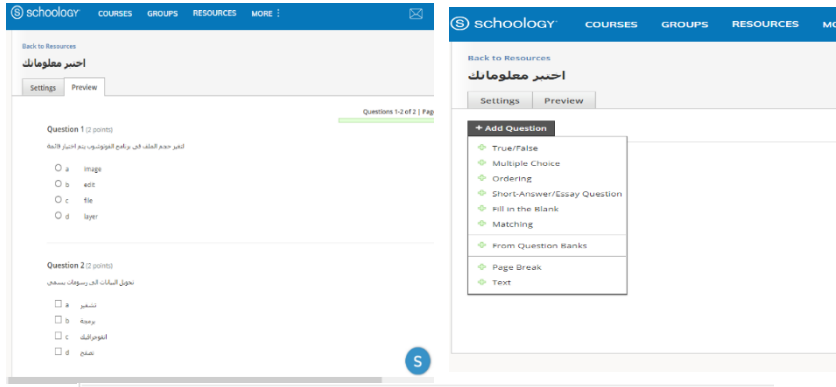 schoology COURSES GROUPS RESOURCES MORE
Back to Resources
اختبر معلوماتك
Settings Preview
Questions 1-2 of 2 | Pag
Question 1 (2 points)
لتغير حجم الملف في برنامج الفوتوشوب يتم اختيار قائمة
a image
b edit
c file
d layer
Question 2 (2 points)
تحويل البيانات الى رسومات يسمى
a تشفير
b برمجة
c انفوجرافيك
d
S
schoology COURSES GROUPS RESOURCES MO
Back to Resources
اختبر معلوماتك
Settings Preview
+ Add Question
True/False
Multiple Choice
Ordering
Short-Answer/Essay Question
Fill in the Blank
Matching
From Question Banks
Page Break
Text